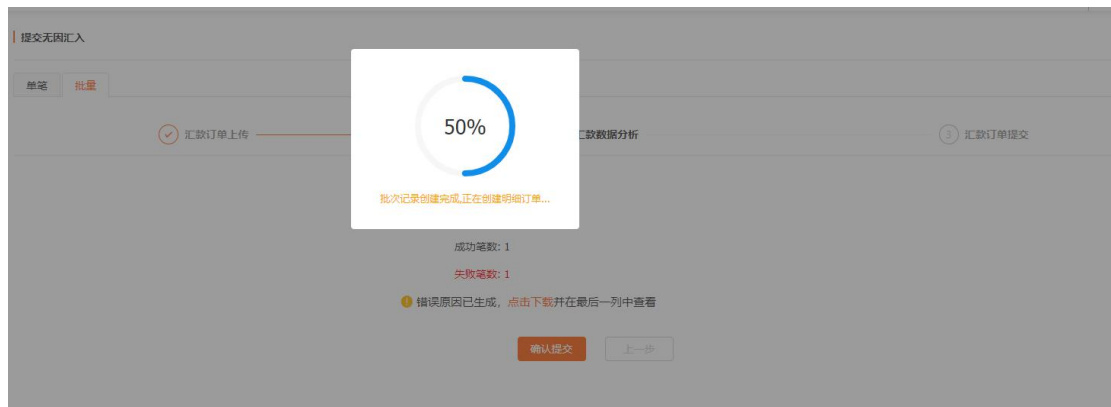 提交无因汇入
单笔 批量
汇款订单上传
汇款数据分析
3 汇款订单提交
50%
批次记录创建完成,正在创建明细订单...
成功笔数: 1
失败笔数: 1
错误原因已生成，点击下载并在最后一列中查看
确认提交 上一步